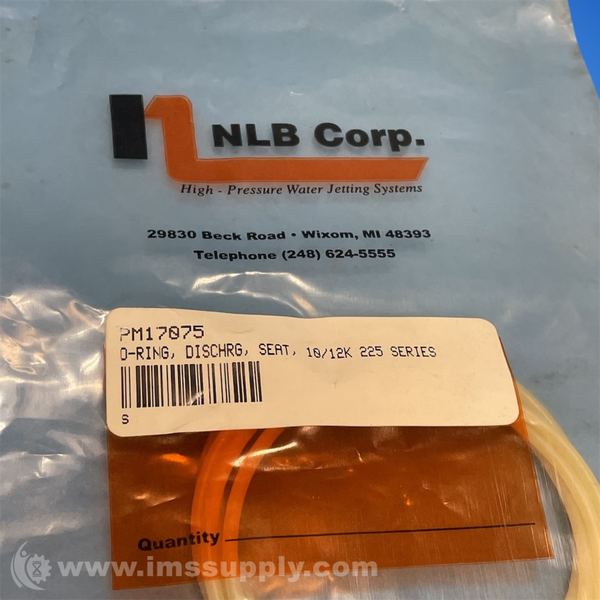 NLB Corp.
High - Pressure Water Jetting Systems
29830 Beck Road • Wixom, MI 48393
Telephone (248) 624-5555
PM17075
O-RING, DISCHRG, SEAT, 10/12K 225 SERIES
S
Quantity
www.imssupply.com